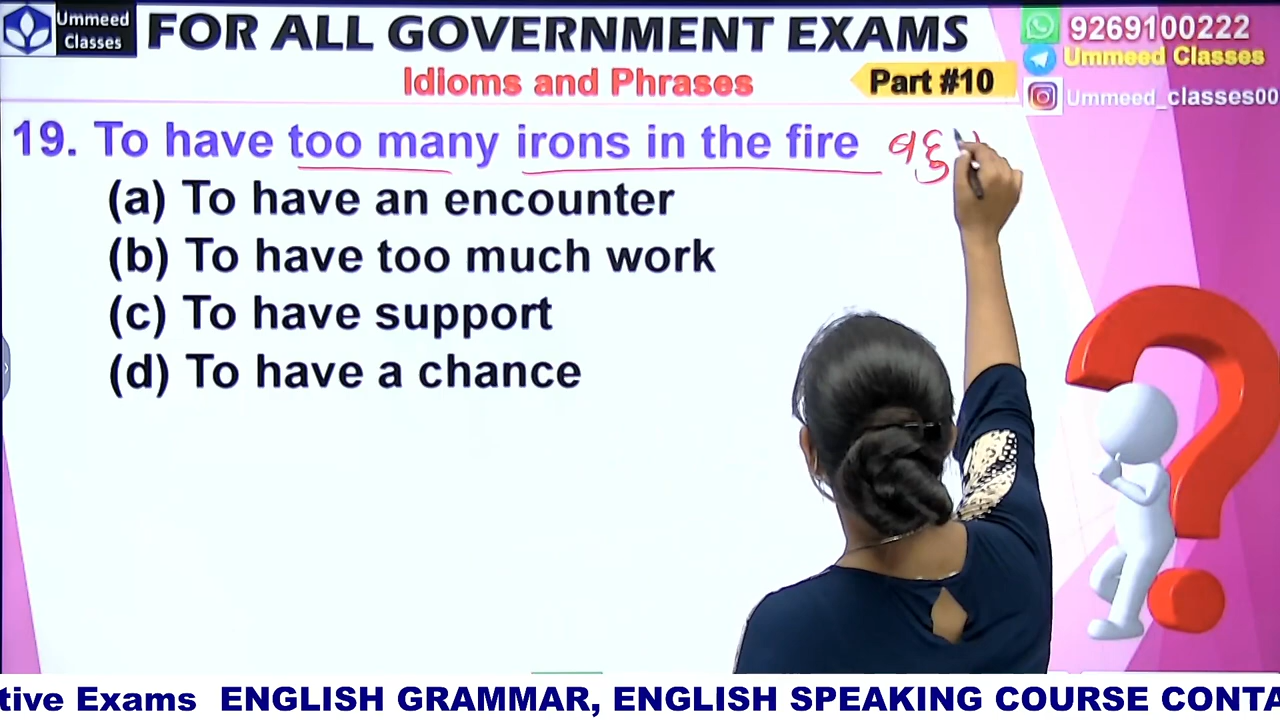 Ummeed
Classes
FOR ALL GOVERNMENT EXAMS
9269100222
Ummeed Classes
Idioms and Phrases
Part #10
Ummeed_classes00
19. To have too many irons in the fire
(a) To have an encounter
(b) To have too much work
(c) To have support
(d) To have a chance
tive Exams ENGLISH GRAMMAR, ENGLISH SPEAKING COURSE CONTA